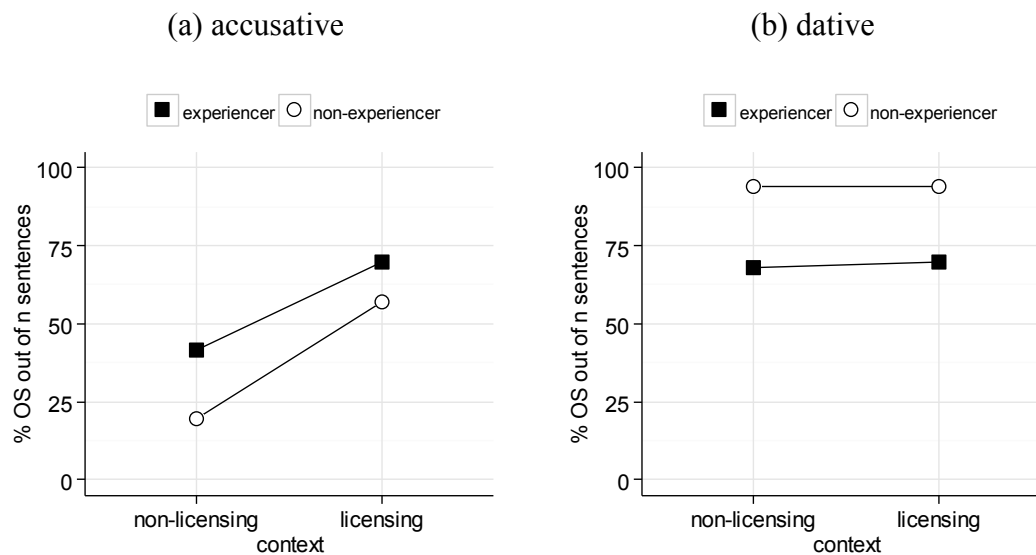 (a) accusative
experiencer non-experiencer
100
75
50
25
0
% OS out of n sentences
non-licensing licensing
context
(b) dative
experiencer non-experiencer
100
75
50
25
0
% OS out of n sentences
non-licensing licensing
context